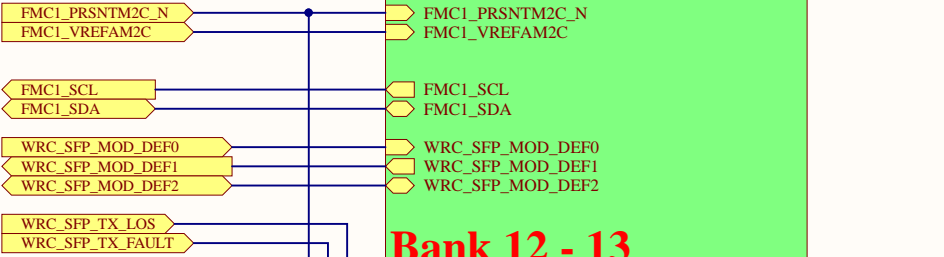 FMC1_PRSNTM2C_N FMC1_PRSNTM2C_N
FMC1_VREFAM2C FMC1_VREFAM2C
FMC1_SCL FMC1_SCL
FMC1_SDA FMC1_SDA
WRC_SFP_MOD_DEF0 WRC_SFP_MOD_DEF0
WRC_SFP_MOD_DEF1 WRC_SFP_MOD_DEF1
WRC_SFP_MOD_DEF2 WRC_SFP_MOD_DEF2
WRC_SFP_TX_LOS
WRC_SFP_TX_FAULT
Bank 12 - 13